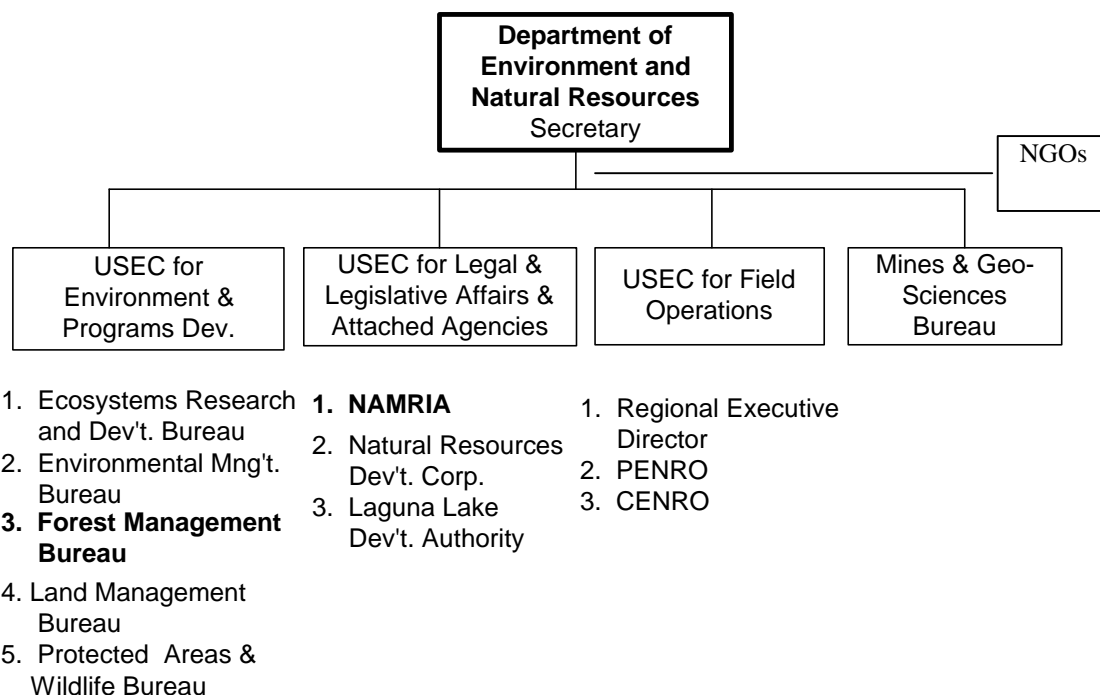 Department of
Environment and
Natural Resources
Secretary
NGOs
USEC for
Environment &
Programs Dev.
USEC for Legal &
Legislative Affairs &
Attached Agencies
USEC for Field
Operations
Mines & Geo-
Sciences
Bureau
1. Ecosystems Research
and Dev't. Bureau
2. Environmental Mng't.
Bureau
3. Forest Management
Bureau
4. Land Management
Bureau
5. Protected Areas &
Wildlife Bureau
1. NAMRIA
2. Natural Resources
Dev't. Corp.
3. Laguna Lake
Dev't. Authority
1. Regional Executive
Director
2. PENRO
3. CENRO